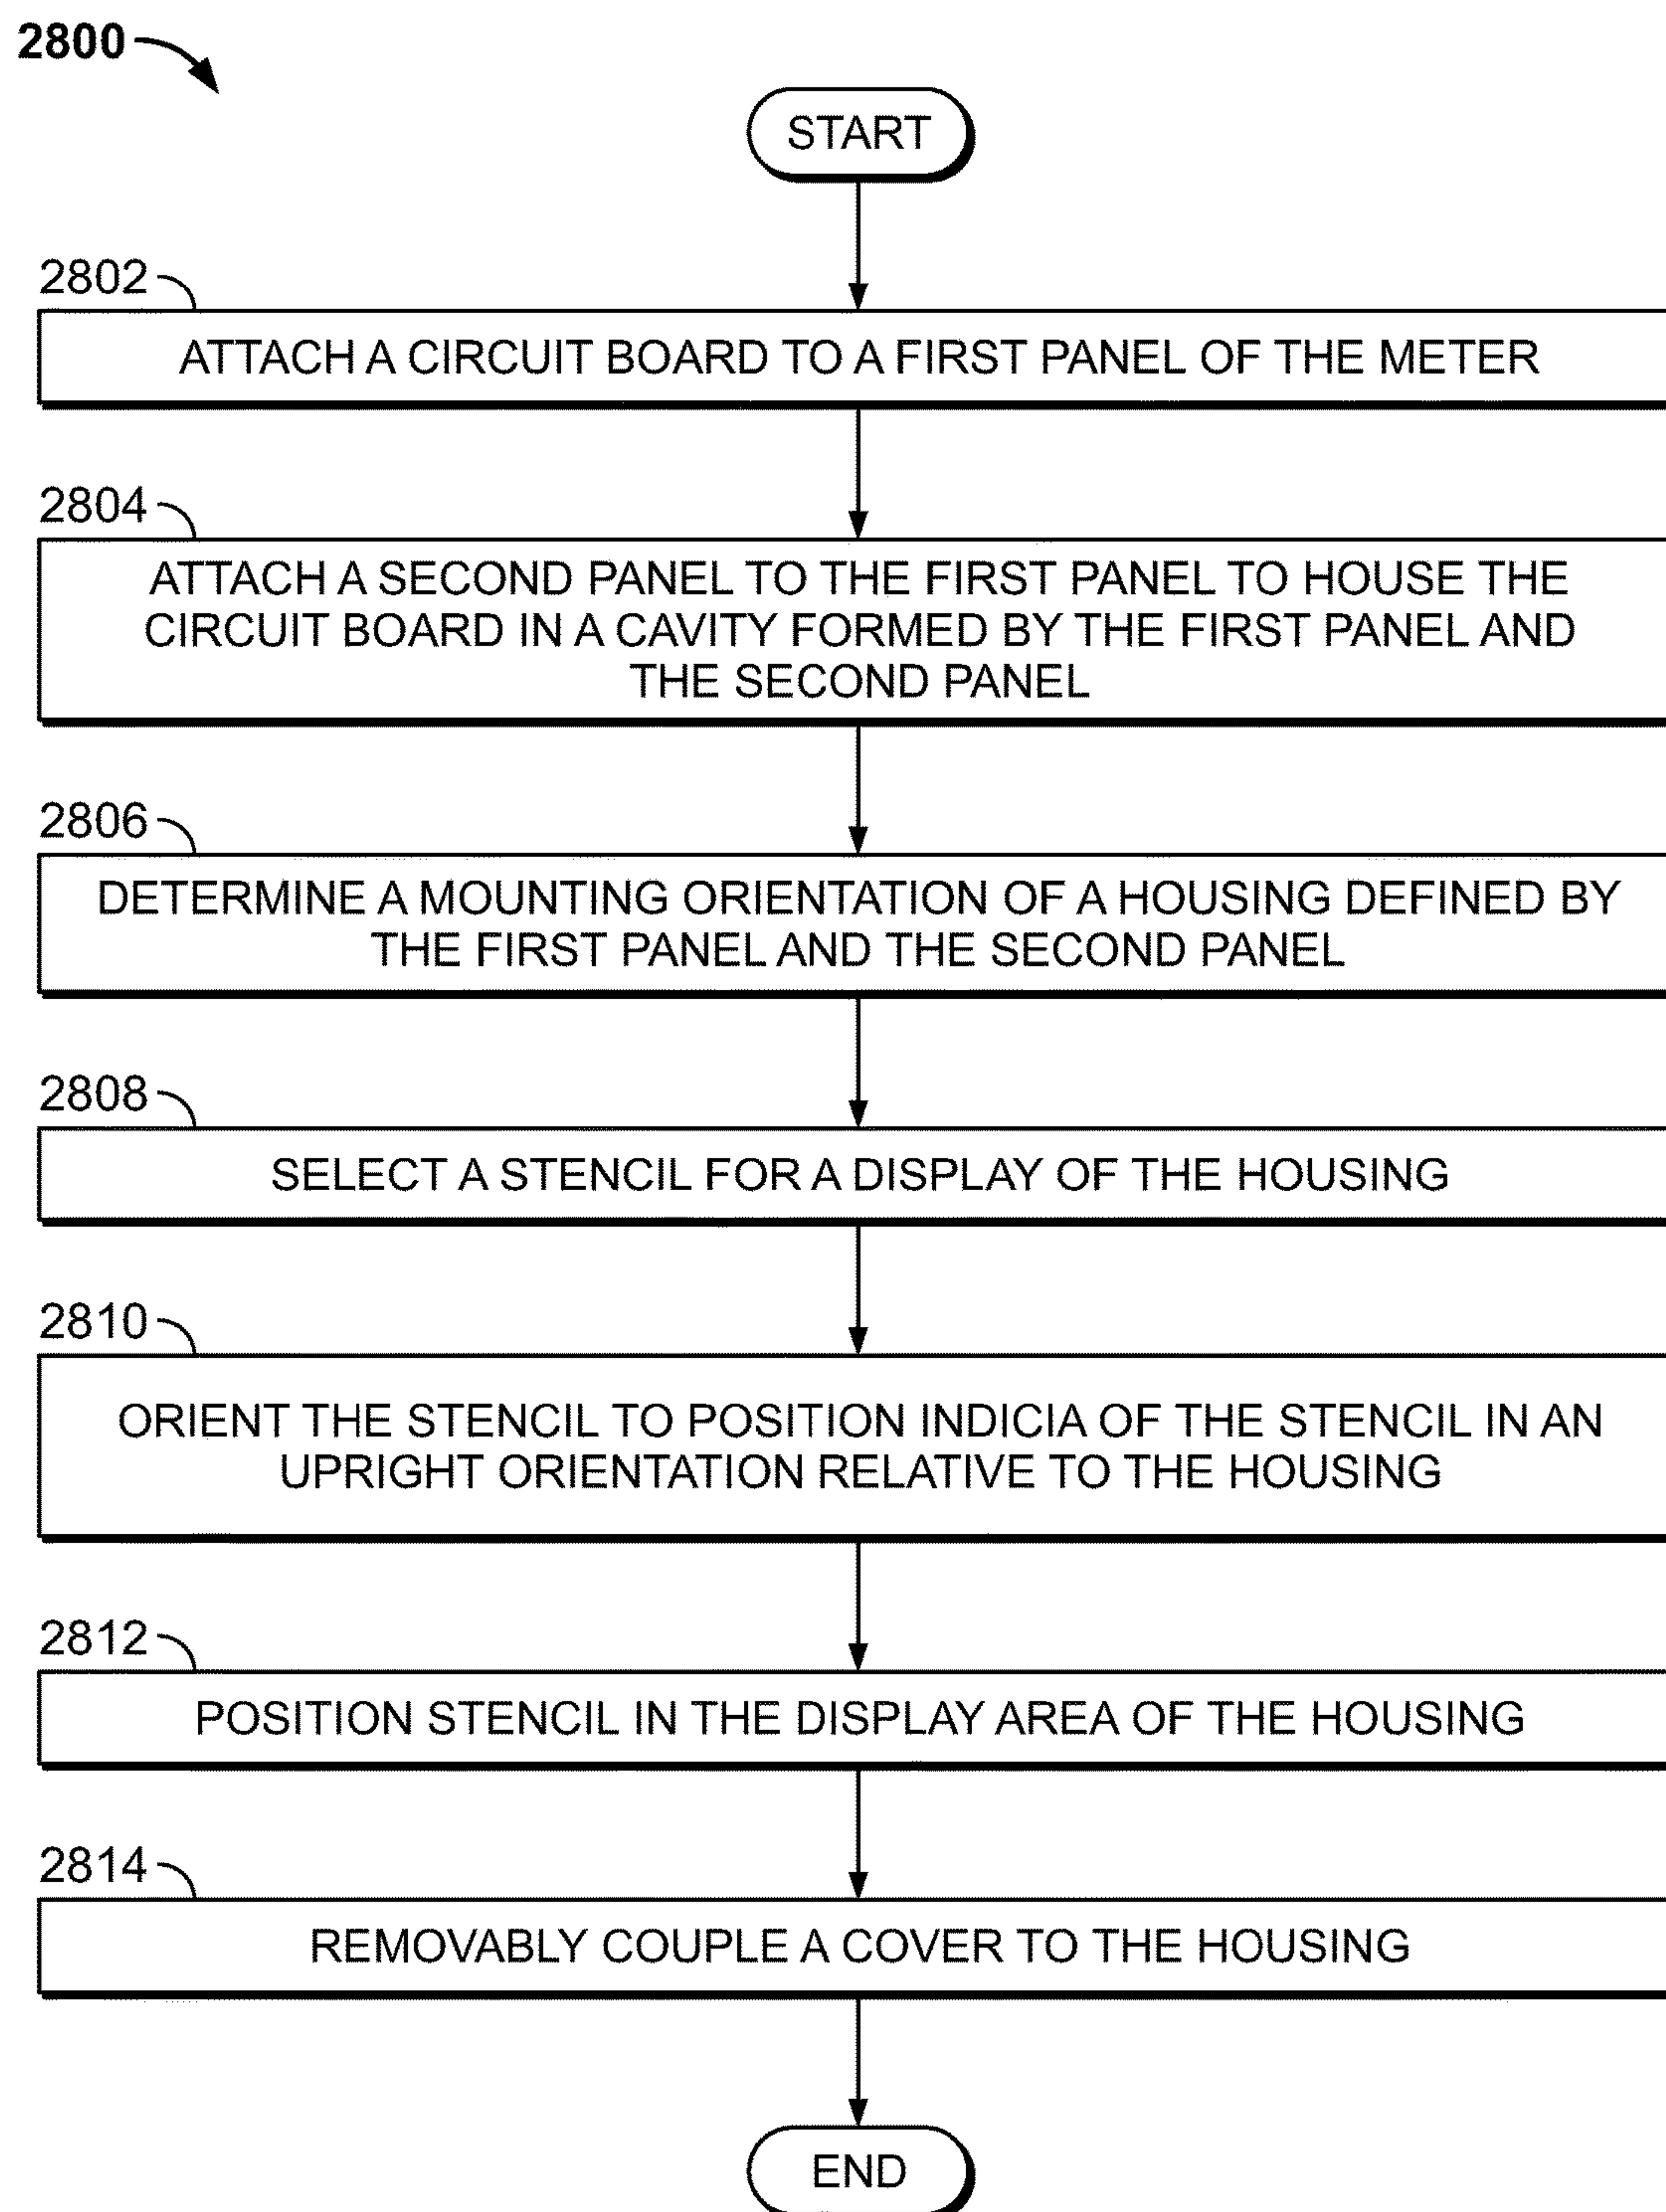 2800
START
2802
ATTACH A CIRCUIT BOARD TO A FIRST PANEL OF THE METER
2804
ATTACH A SECOND PANEL TO THE FIRST PANEL TO HOUSE THE
CIRCUIT BOARD IN A CAVITY FORMED BY THE FIRST PANEL AND
THE SECOND PANEL
2806
DETERMINE A MOUNTING ORIENTATION OF A HOUSING DEFINED BY
THE FIRST PANEL AND THE SECOND PANEL
2808
SELECT A STENCIL FOR A DISPLAY OF THE HOUSING
2810
ORIENT THE STENCIL TO POSITION INDICIA OF THE STENCIL IN AN
UPRIGHT ORIENTATION RELATIVE TO THE HOUSING
2812
POSITION STENCIL IN THE DISPLAY AREA OF THE HOUSING
2814
REMOVABLY COUPLE A COVER TO THE HOUSING
END